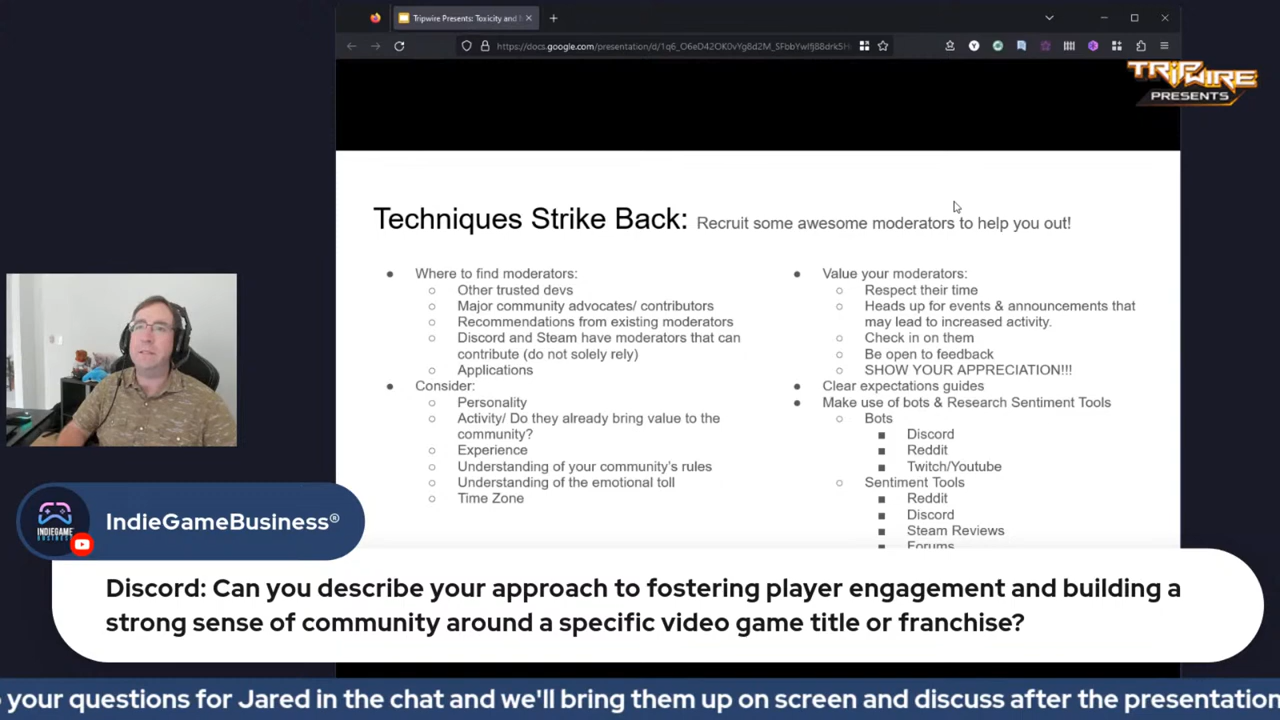 Tripwire Presents: Toxicity and
https://docs.google.com/presentation/d/
TRIPWIRE
PRESENTS
Techniques Strike Back: Recruit some awesome moderators to help you out!
● Where to find moderators:
○ Other trusted devs
○ Major community advocates/ contributors
○ Recommendations from existing moderators
○ Discord and Steam have moderators that can
contribute (do not solely rely)
○ Applications
● Consider:
○ Personality
○ Activity/ Do they already bring value to the
community?
○ Experience
○ Understanding of your community's rules
○ Understanding of the emotional toll
○ Time Zone
● Value your moderators:
○ Respect their time
○ Heads up for events & announcements that
may lead to increased activity.
○ Check in on them
○ Be open to feedback
○ SHOW YOUR APPRECIATION!!!
● Clear expectations guides
● Make use of bots & Research Sentiment Tools
○ Bots
■ Discord
■ Reddit
■ Twitch/Youtube
○ Sentiment Tools
■ Reddit
■ Discord
■ Steam Reviews
■ Forums
INDIEGAME
BUSINESS
IndieGameBusiness®
Discord: Can you describe your approach to fostering player engagement and building a
strong sense of community around a specific video game title or franchise?
your questions for Jared in the chat and we'll bring them up on screen and discuss after the presentation